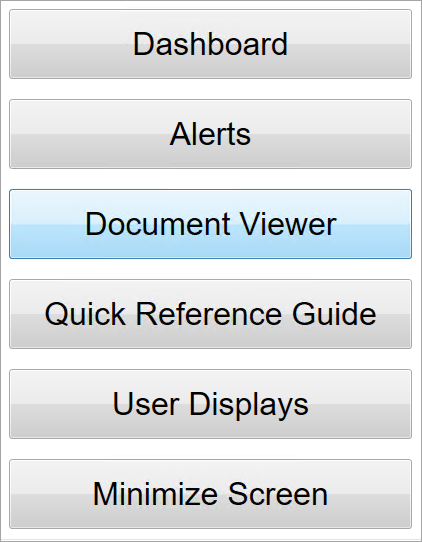 Dashboard
Alerts
Document Viewer
Quick Reference Guide
User Displays
Minimize Screen